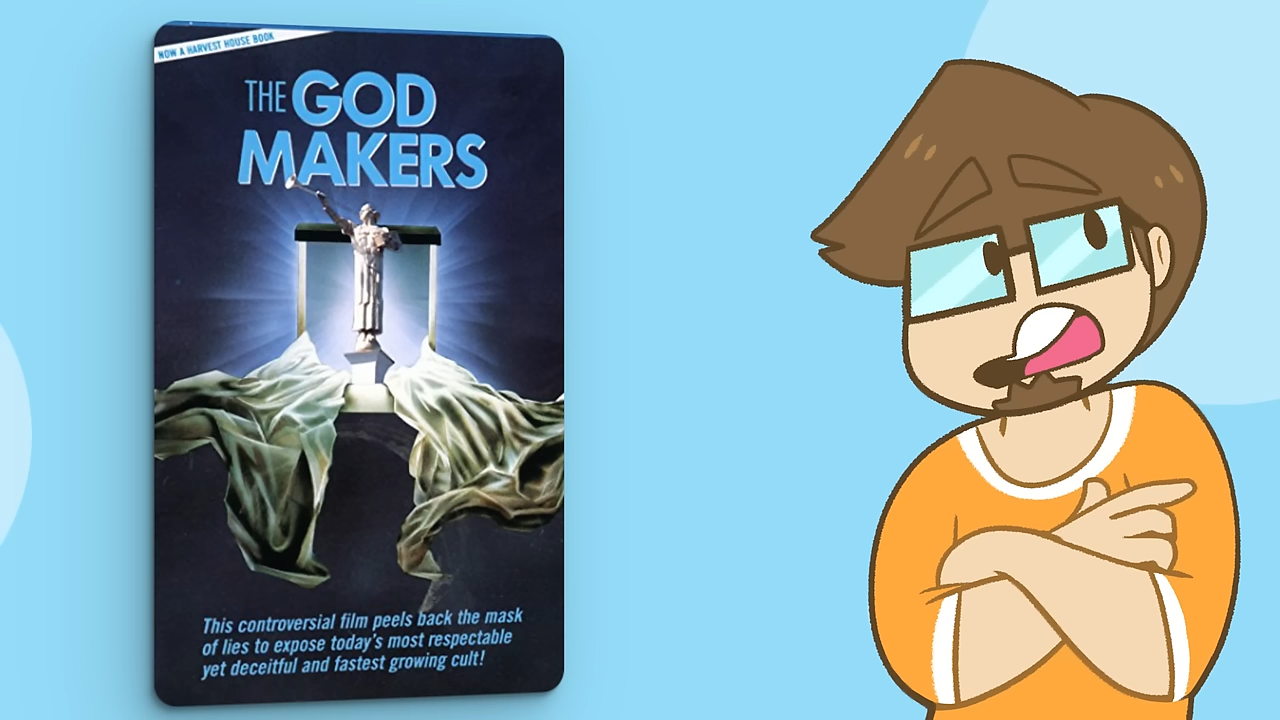 NOW A HARVEST HOUSE BOOK
THE GOD
MAKERS
This controversial film peels back the mask
of lies to expose today's most respectable
yet deceitful and fastest growing cult!